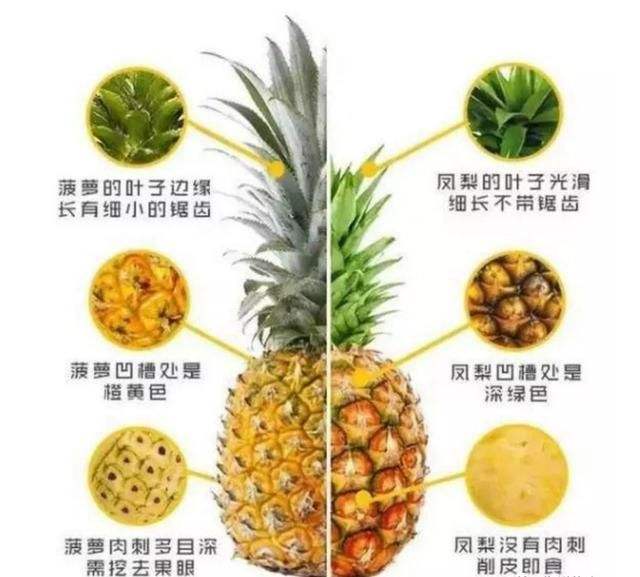 菠萝的叶子边缘
长有细小的锯齿
凤梨的叶子光滑
细长不带锯齿
菠萝凹槽处是
橙黄色
凤梨凹槽处是
深绿色
菠萝肉刺多且深
需挖去果眼
凤梨没有肉刺
削皮即食